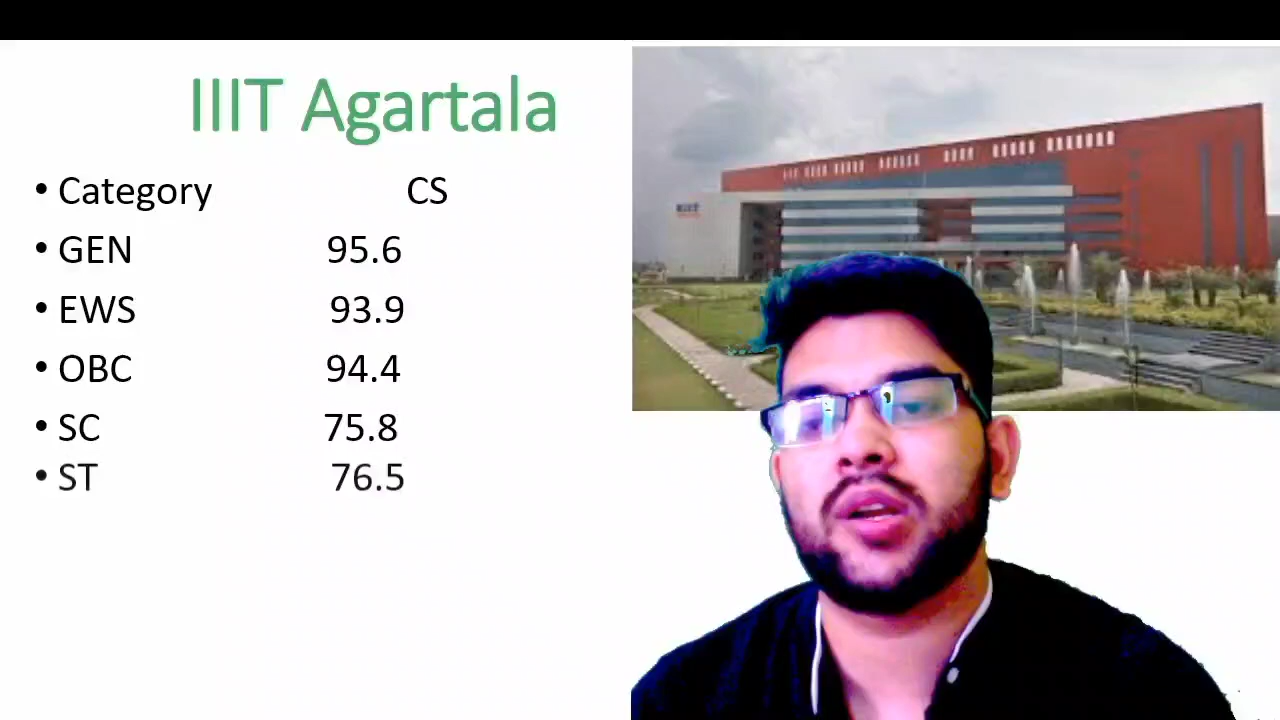 IIIT Agartala
• Category CS
• GEN 95.6
• EWS 93.9
• OBC 94.4
• SC 75.8
• ST 76.5